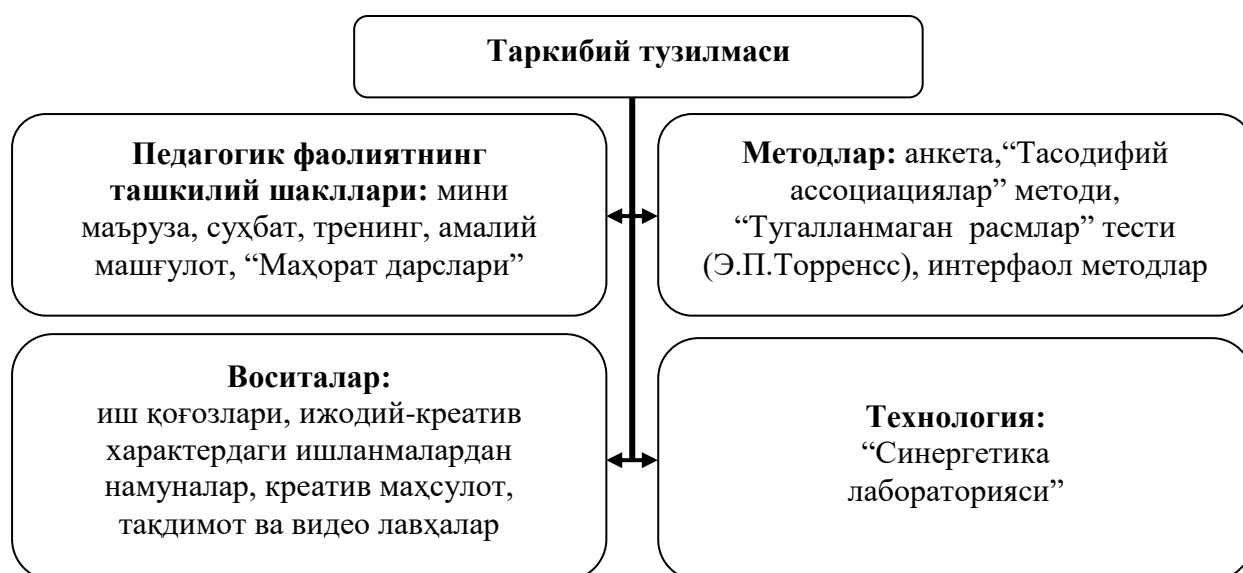 Таркибий тузилмаси
Педагогик фаолиятнинг
ташкилий шакллари: мини
маъруза, суҳбат, тренинг, амалий
машғулот, “Маҳорат дарслари”
Методлар: анкета,“Тасодифий
ассоциациялар” методи,
“Тугалланмаган расмлар” тести
(Э.П.Торренсс), интерфаол методлар
Воситалар:
иш қоғозлари, ижодий-креатив
характердаги ишланмалардан
намуналар, креатив маҳсулот,
тақдимот ва видео лавҳалар
Технология:
“Синергетика
лабораторияси”